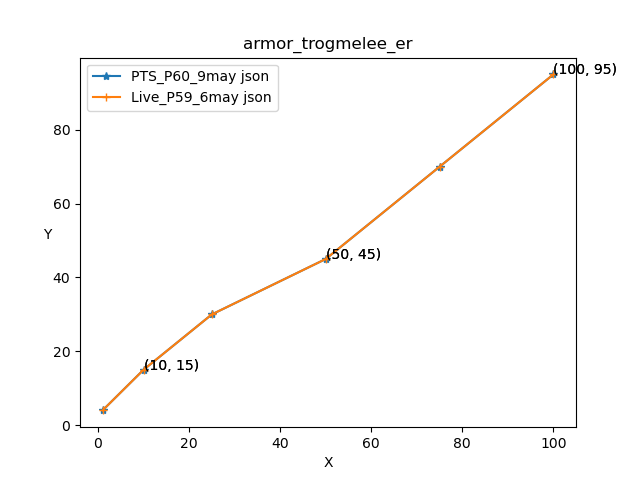 armor_trogmelee_er
PTS_P60_9may json
Live_P59_6may json
(100, 95)
(50, 45)
(10, 15)
Y
80
60
40
20
0
0 20 40 60 80 100
X